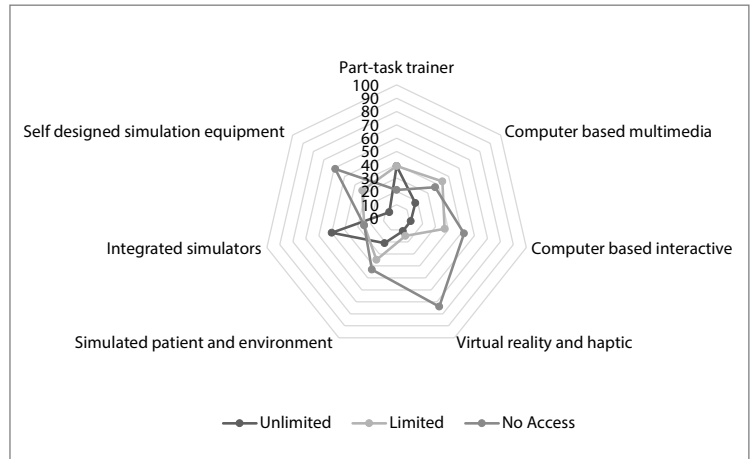 Part-task trainer
100
90
80
70
60
50
40
30
20
10
0
Self designed simulation equipment
Computer based multimedia
Integrated simulators
Computer based interactive
Simulated patient and environment
Virtual reality and haptic
Unlimited
Limited
No Access